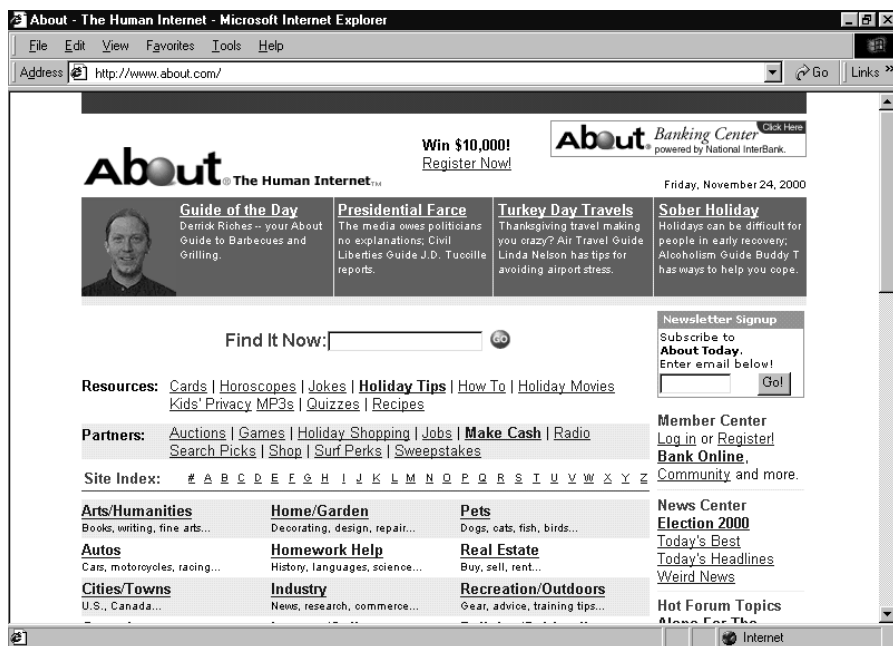 About - The Human Internet - Microsoft Internet Explorer
File Edit View Favorites Tools Help
Address http://www.about.com/ Go Links »
Win $10,000!
Register Now!
About Banking Center Click Here
powered by National InterBank.
About The Human Internet™
Friday, November 24, 2000
Guide of the Day
Derrick Riches -- your About
Guide to Barbecues and
Grilling.
Presidential Farce
The media owes politicians
no explanations; Civil
Liberties Guide J.D. Tuccille
reports.
Turkey Day Travels
Thanksgiving travel making
you crazy? Air Travel Guide
Linda Nelson has tips for
avoiding airport stress.
Sober Holiday
Holidays can be difficult for
people in early recovery;
Alcoholism Guide Buddy T
has ways to help you cope.
Find It Now: GO
Newsletter Signup
Subscribe to
About Today.
Enter email below!
Go!
Resources: Cards | Horoscopes | Jokes | Holiday Tips | How To | Holiday Movies
Kids' Privacy MP3s | Quizzes | Recipes
Partners: Auctions | Games | Holiday Shopping | Jobs | Make Cash | Radio
Search Picks | Shop | Surf Perks | Sweepstakes
Site Index: # A B C D E F G H I J K L M N O P Q R S T U V W X Y Z
Member Center
Log in or Register!
Bank Online,
Community and more.
Arts/Humanities Home/Garden Pets
Books, writing, fine arts... Decorating, design, repair... Dogs, cats, fish, birds...
Autos Homework Help Real Estate
Cars, motorcycles, racing... History, languages, science... Buy, sell, rent...
Cities/Towns Industry Recreation/Outdoors
U.S., Canada... News, research, commerce... Gear, advice, training tips...
News Center
Election 2000
Today's Best
Today's Headlines
Weird News
Hot Forum Topics
Alone For The
Internet